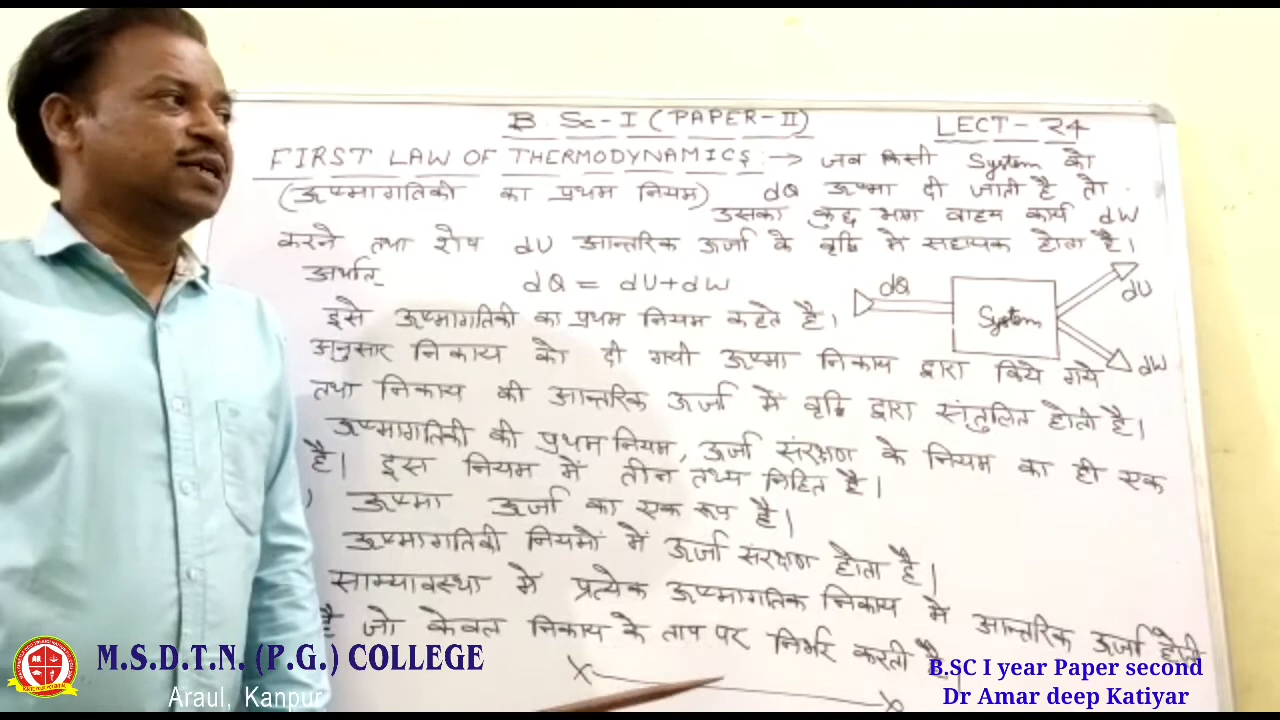 B. Sc-I (PAPER-II)
LECT-24
FIRST LAW OF THERMODYNAMICS:→ जब किसी System को
(ऊष्मागतिकी का प्रथम नियम) dQ ऊष्मा दी जाती है तो
उसका कुछ भाग वाह्य कार्य dW
करने तथा शेष dU आन्तरिक ऊर्जा के वृद्धि में सहायक होता है।
अर्थात् dQ = dU+dW
dQ
System
dU
dW
इसे ऊष्मागतिकी का प्रथम नियम कहते है।
अनुसार निकाय को दी गयी ऊष्मा निकाय द्वारा किये गये
तथा निकाय की आन्तरिक ऊर्जा में वृद्धि द्वारा संतुलित होती है।
ऊष्मागतिकी की प्रथम नियम, ऊर्जा संरक्षण के नियम का ही एक
है। इस नियम में तीन तथ्य निहित है।
ऊष्मा ऊर्जा का एक रूप है।
ऊष्मागतिकी नियमों में ऊर्जा संरक्षण होता है।
साम्यावस्था में प्रत्येक ऊष्मागतिक निकाय में आन्तरिक ऊर्जा होती
है जो केवल निकाय के ताप पर निर्भर करती है।
M.S.D.T.N. (P.G.) COLLEGE
Araul, Kanpur
B.SC I year Paper second
Dr Amar deep Katiyar